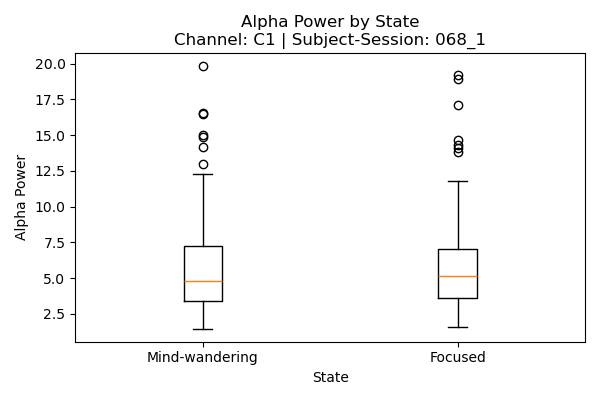 Alpha Power by State
Channel: C1 | Subject-Session: 068_1
20.0
17.5
15.0
12.5
10.0
7.5
5.0
2.5
Alpha Power
Mind-wandering
Focused
State